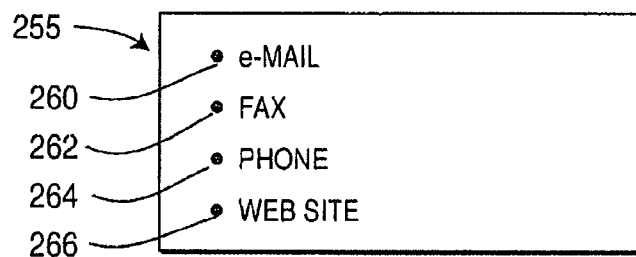 255
260 • e-MAIL
262 • FAX
264 • PHONE
266 • WEB SITE